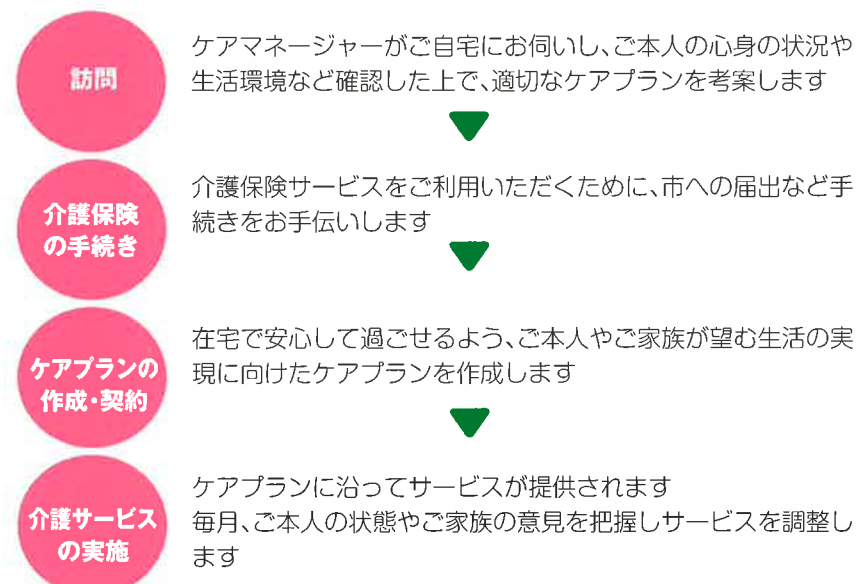 訪問
ケアマネージャーがご自宅にお伺いし、ご本人の心身の状況や
生活環境など確認した上で、適切なケアプランを考案します
介護保険
の手続き
介護保険サービスをご利用いただくために、市への届出など手
続きをお手伝いします
ケアプランの
作成・契約
在宅で安心して過ごせるよう、ご本人やご家族が望む生活の実
現に向けたケアプランを作成します
介護サービス
の実施
ケアプランに沿ってサービスが提供されます
毎月、ご本人の状態やご家族の意見を把握しサービスを調整し
ます